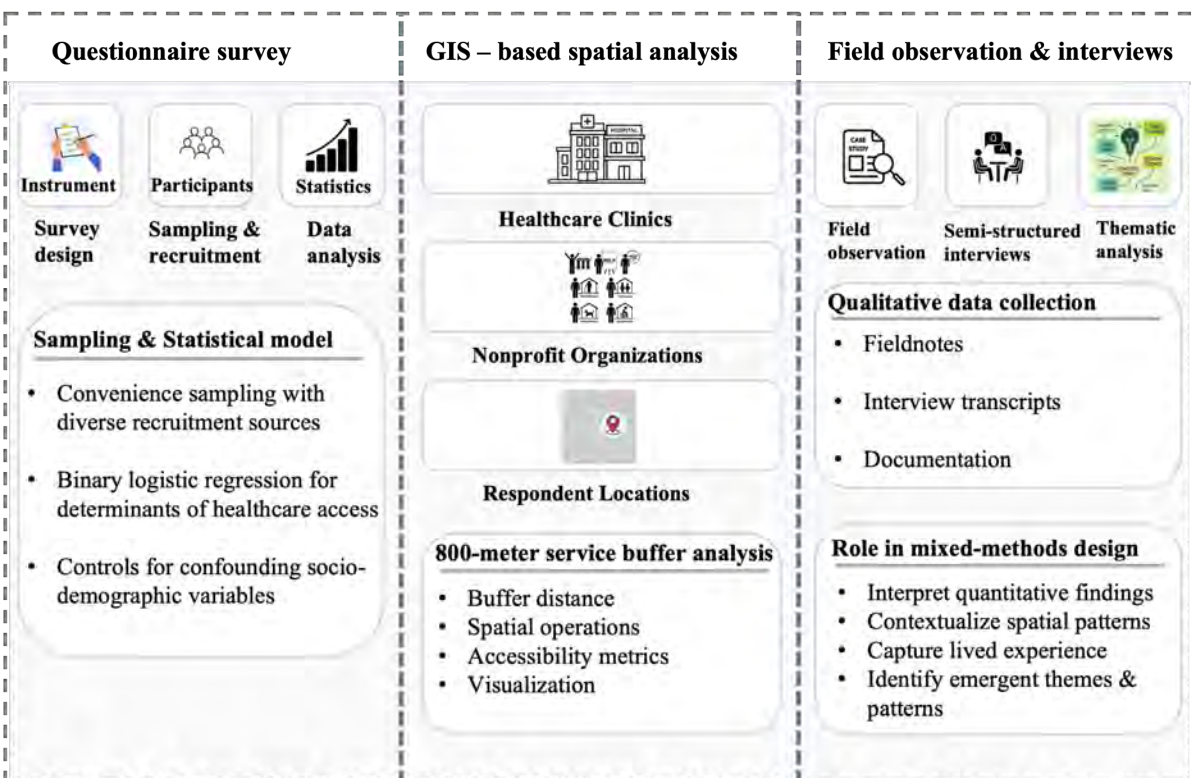 Questionnaire survey
Instrument
Participants
Statistics
Survey
design
Sampling &
recruitment
Data
analysis
Sampling & Statistical model
• Convenience sampling with
diverse recruitment sources
• Binary logistic regression for
determinants of healthcare access
• Controls for confounding socio-
demographic variables
GIS – based spatial analysis
HOSPITAL
Healthcare Clinics
Nonprofit Organizations
Respondent Locations
800-meter service buffer analysis
• Buffer distance
• Spatial operations
• Accessibility metrics
• Visualization
Field observation & interviews
CASE
STUDY
Q
A
Field
observation
Semi-structured
interviews
Thematic
analysis
Qualitative data collection
• Fieldnotes
• Interview transcripts
• Documentation
Role in mixed-methods design
• Interpret quantitative findings
• Contextualize spatial patterns
• Capture lived experience
• Identify emergent themes &
patterns